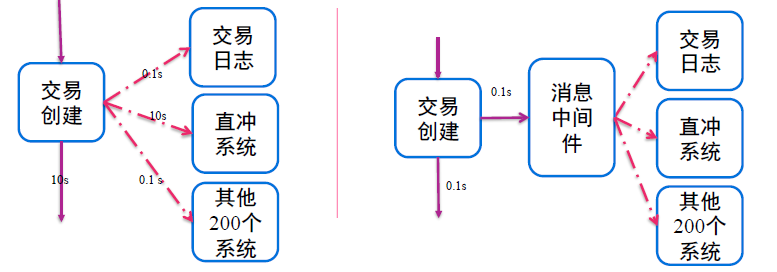 交易
日志
0.1s
交易
创建
10s
直冲
系统
10s
0.1 s
其他
200个
系统
交易
创建
0.1s
0.1s
消息
中间
件
交易
日志
直冲
系统
其他
200个
系统